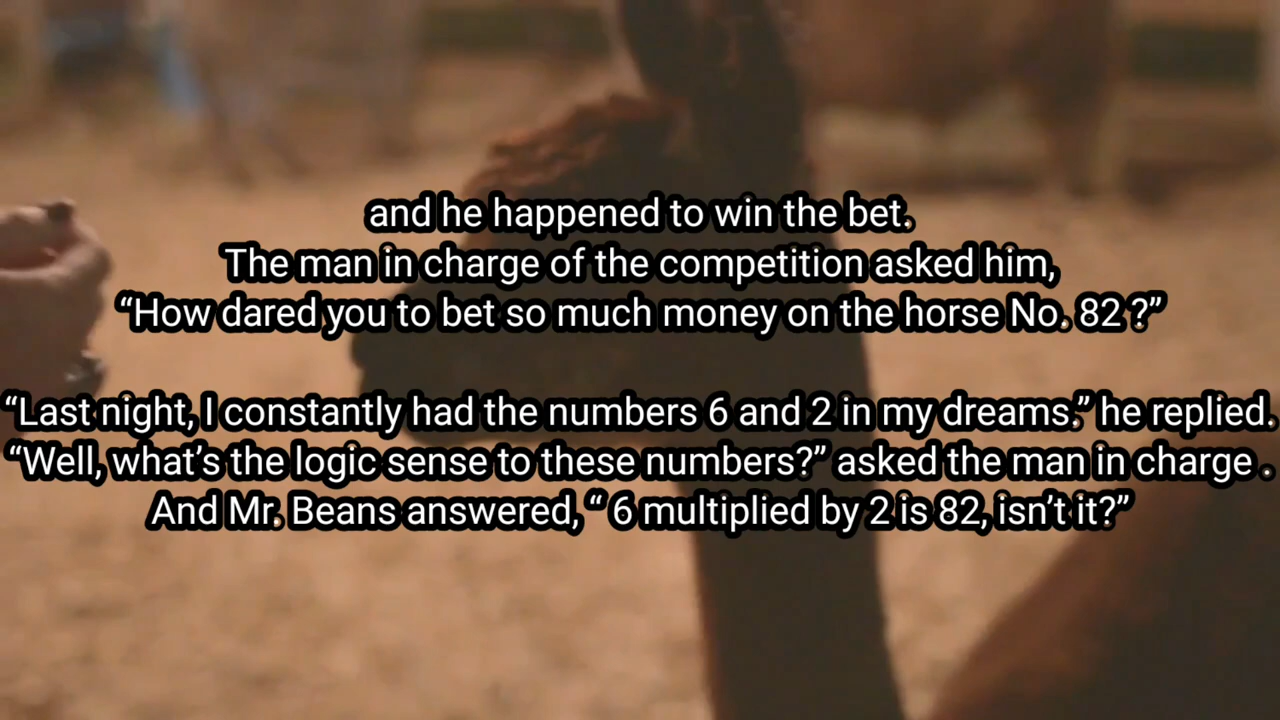 and he happened to win the bet.
The man in charge of the competition asked him,
“How dared you to bet so much money on the horse No. 82 ?”
“Last night, I constantly had the numbers 6 and 2 in my dreams.” he replied.
“Well, what’s the logic sense to these numbers?” asked the man in charge .
And Mr. Beans answered, “ 6 multiplied by 2 is 82, isn’t it?”